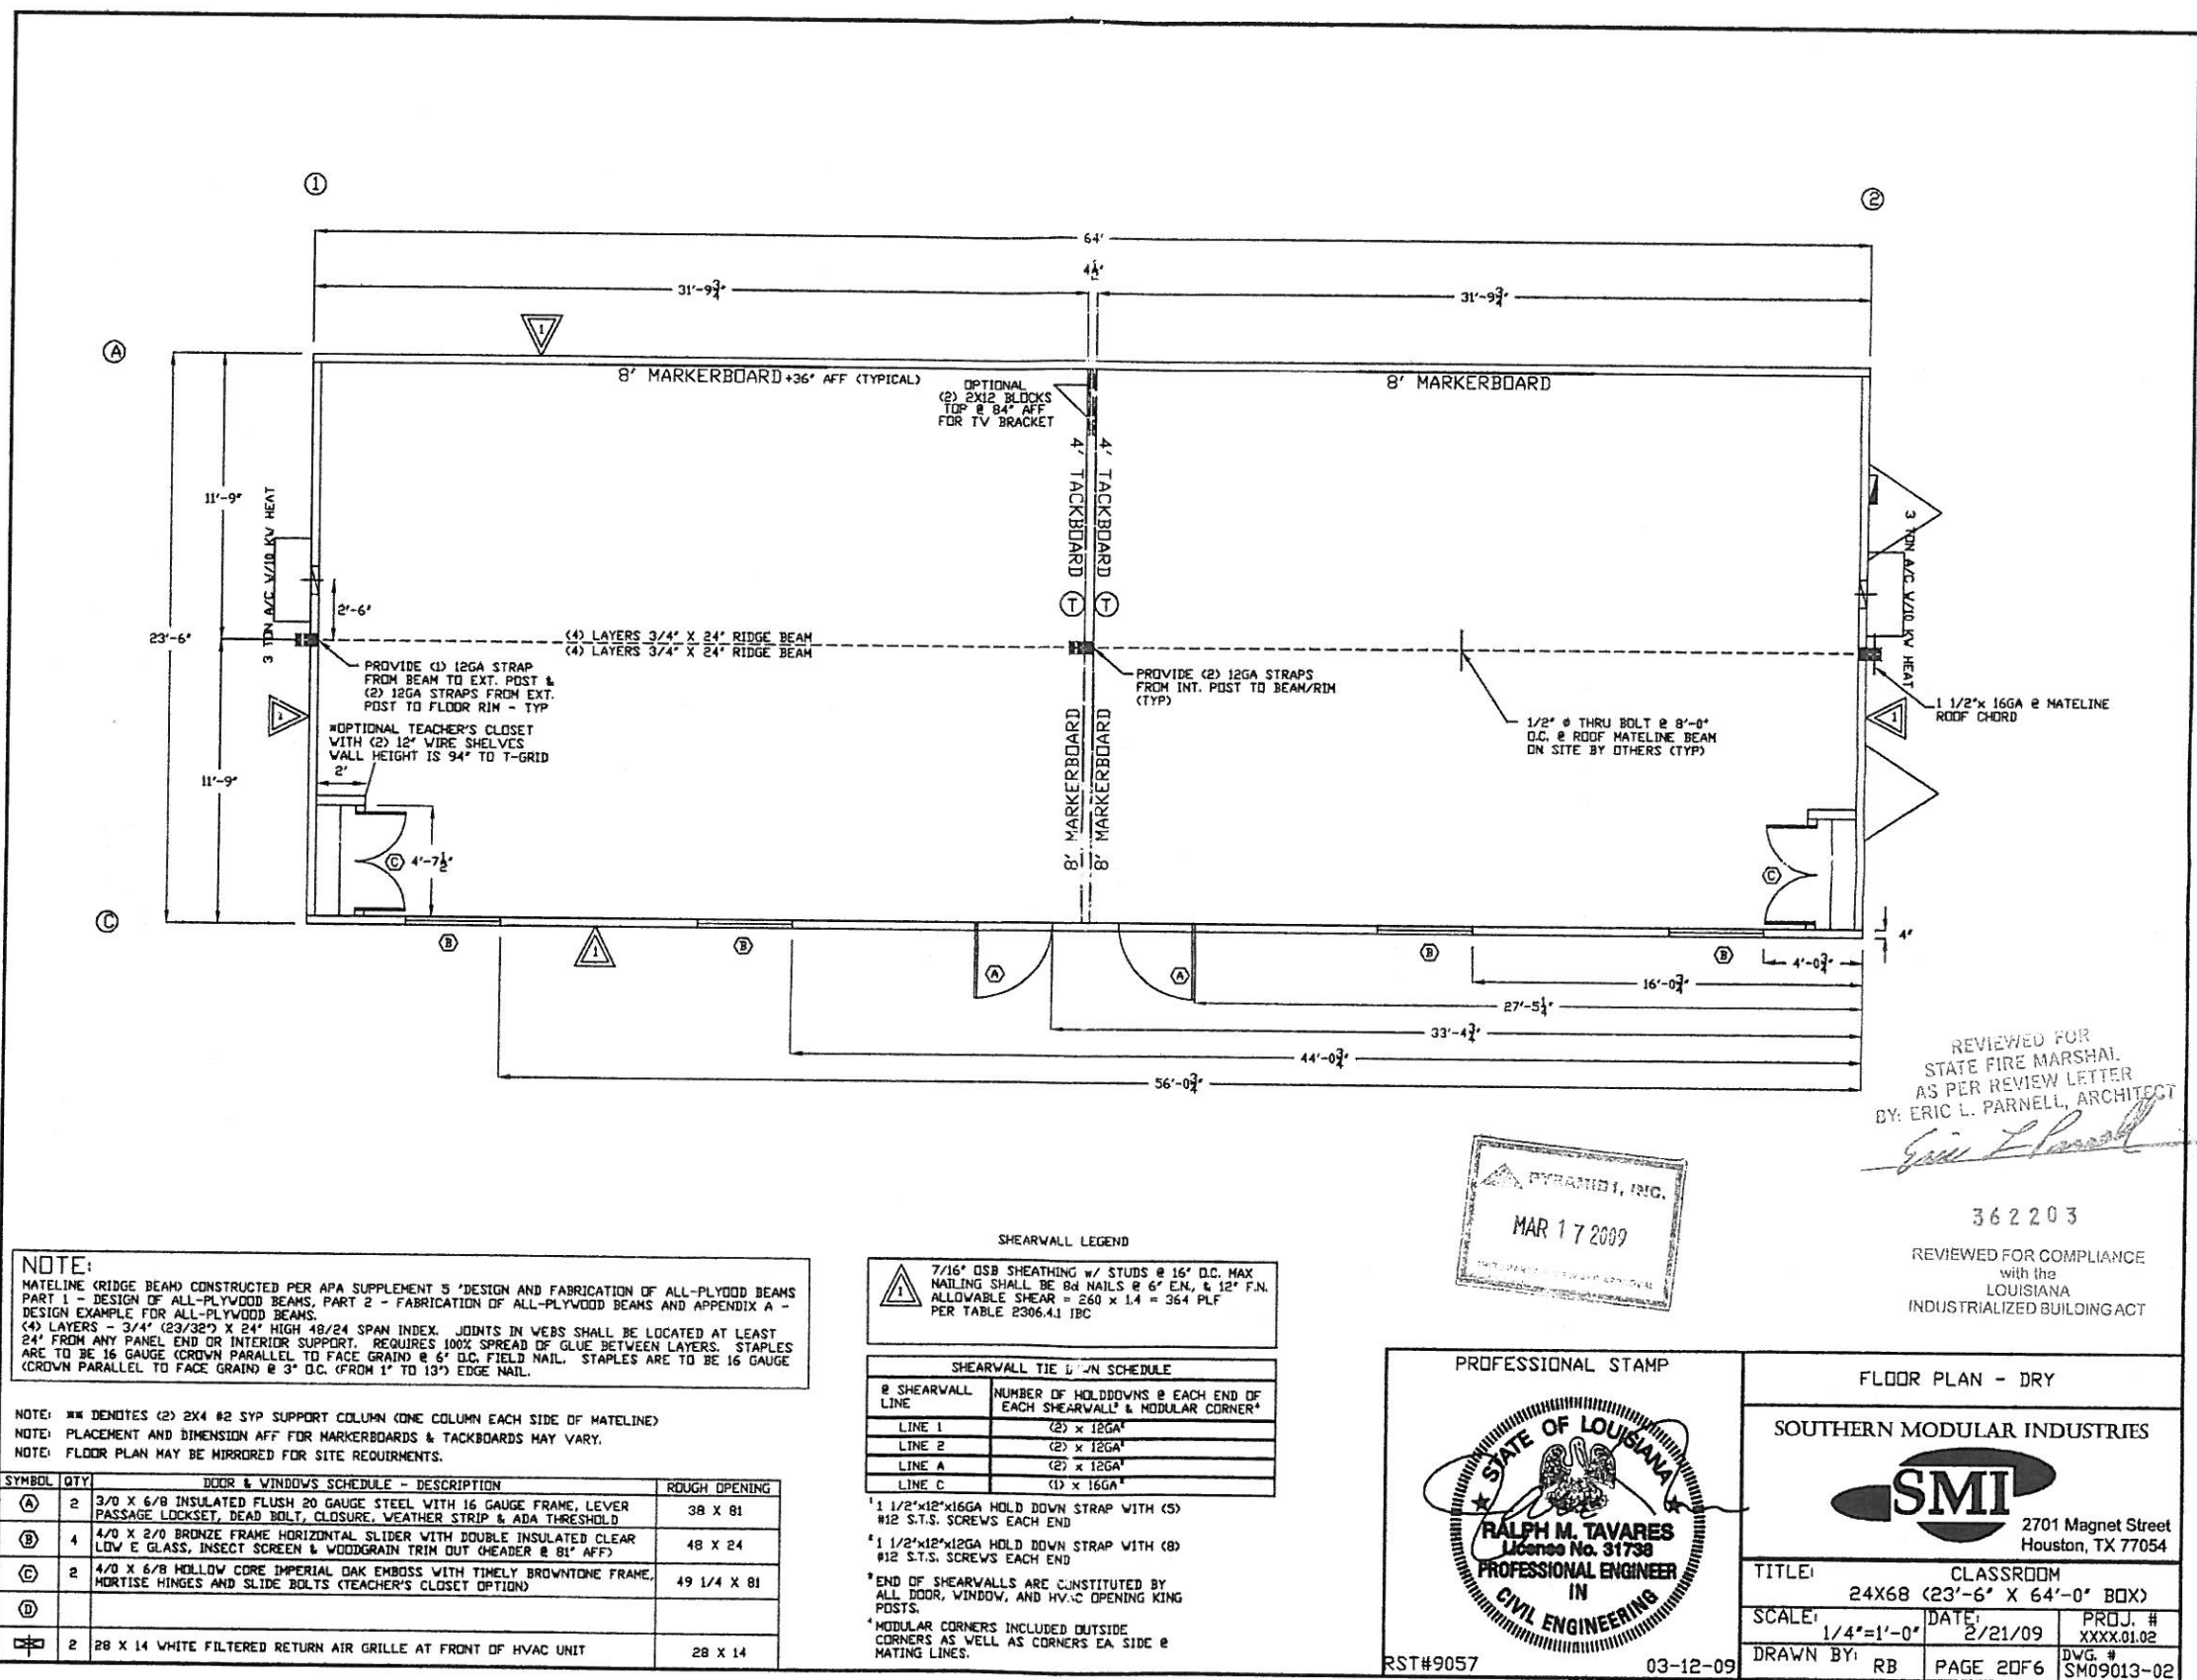 ①
②
64'
4½"
31'-9¾"
31'-9¾"
1
A
8' MARKERBOARD +36" AFF (TYPICAL)
8' MARKERBOARD
OPTIONAL
(2) 2X12 BLOCKS
TOP @ 84" AFF
FOR TV BRACKET
4' TACKBOARD
4' TACKBOARD
11'-9"
3 TON A/C W/10 KW HEAT
3 TON A/C W/10 KW HEAT
2'-6"
T
T
23'-6"
(4) LAYERS 3/4" X 24" RIDGE BEAM
(4) LAYERS 3/4" X 24" RIDGE BEAM
PROVIDE (1) 12GA STRAP
FROM BEAM TO EXT. POST &
(2) 12GA STRAPS FROM EXT.
POST TO FLOOR RIM - TYP
PROVIDE (2) 12GA STRAPS
FROM INT. POST TO BEAM/RIM
(TYP)
1 1/2"x 16GA @ MATELINE
ROOF CHORD
1
1
1/2" ø THRU BOLT @ 8'-0"
O.C. @ ROOF MATELINE BEAM
ON SITE BY OTHERS (TYP)
*OPTIONAL TEACHER'S CLOSET
WITH (2) 12" WIRE SHELVES
WALL HEIGHT IS 94" TO T-GRID
2'
11'-9"
8' MARKERBOARD
8' MARKERBOARD
C
4'-7½"
C
C
B
1
B
A
A
B
B
4"
4'-0¾"
16'-0¾"
27'-5¼"
33'-4¾"
44'-0¾"
56'-0¾"
REVIEWED FOR
STATE FIRE MARSHAL
AS PER REVIEW LETTER
BY: ERIC L. PARNELL, ARCHITECT
Eric L Parnell
PYRAMID1, INC.
MAR 17 2009
362203
REVIEWED FOR COMPLIANCE
with the
LOUISIANA
INDUSTRIALIZED BUILDING ACT
NOTE:
MATELINE (RIDGE BEAM) CONSTRUCTED PER APA SUPPLEMENT 5 'DESIGN AND FABRICATION OF ALL-PLYOOD BEAMS
PART 1 - DESIGN OF ALL-PLYWOOD BEAMS, PART 2 - FABRICATION OF ALL-PLYWOOD BEAMS AND APPENDIX A -
DESIGN EXAMPLE FOR ALL-PLYWOOD BEAMS.
(4) LAYERS - 3/4" (23/32") X 24" HIGH 48/24 SPAN INDEX. JOINTS IN WEBS SHALL BE LOCATED AT LEAST
24" FROM ANY PANEL END OR INTERIOR SUPPORT. REQUIRES 100% SPREAD OF GLUE BETWEEN LAYERS. STAPLES
ARE TO BE 16 GAUGE (CROWN PARALLEL TO FACE GRAIN) @ 6" O.C. FIELD NAIL. STAPLES ARE TO BE 16 GAUGE
(CROWN PARALLEL TO FACE GRAIN) @ 3" O.C. (FROM 1" TO 13") EDGE NAIL.
NOTE: ** DENOTES (2) 2X4 #2 SYP SUPPORT COLUMN (ONE COLUMN EACH SIDE OF MATELINE)
NOTE: PLACEMENT AND DIMENSION AFF FOR MARKERBOARDS & TACKBOARDS MAY VARY.
NOTE: FLOOR PLAN MAY BE MIRRORED FOR SITE REQUIRMENTS.
SYMBOL QTY DOOR & WINDOWS SCHEDULE - DESCRIPTION ROUGH OPENING
A 2 3/0 X 6/8 INSULATED FLUSH 20 GAUGE STEEL WITH 16 GAUGE FRAME, LEVER
PASSAGE LOCKSET, DEAD BOLT, CLOSURE, WEATHER STRIP & ADA THRESHOLD 38 X 81
B 4 4/0 X 2/0 BRONZE FRAME HORIZONTAL SLIDER WITH DOUBLE INSULATED CLEAR
LOW E GLASS, INSECT SCREEN & WOODGRAIN TRIM OUT (HEADER @ 81" AFF) 48 X 24
C 2 4/0 X 6/8 HOLLOW CORE IMPERIAL OAK EMBOSS WITH TIMELY BROWNTONE FRAME,
MORTISE HINGES AND SLIDE BOLTS (TEACHER'S CLOSET OPTION) 49 1/4 X 81
D
2 28 X 14 WHITE FILTERED RETURN AIR GRILLE AT FRONT OF HVAC UNIT 28 X 14
SHEARWALL LEGEND
1
7/16" OSB SHEATHING w/ STUDS @ 16" O.C. MAX
NAILING SHALL BE 8d NAILS @ 6" E.N., & 12" F.N.
ALLOWABLE SHEAR = 260 x 1.4 = 364 PLF
PER TABLE 2306.4.1 IBC
SHEARWALL TIE SCHEDULE
@ SHEARWALL LINE
NUMBER OF HOLDDOWNS @ EACH END OF
EACH SHEARWALL³ & MODULAR CORNER⁴
LINE 1 (2) x 12GA²
LINE 2 (2) x 12GA²
LINE A (2) x 12GA²
LINE C (1) x 16GA¹
¹1 1/2"x12"x16GA HOLD DOWN STRAP WITH (5)
#12 S.T.S. SCREWS EACH END
²1 1/2"x12"x12GA HOLD DOWN STRAP WITH (8)
#12 S.T.S. SCREWS EACH END
³END OF SHEARWALLS ARE CONSTITUTED BY
ALL DOOR, WINDOW, AND HVAC OPENING KING
POSTS.
⁴MODULAR CORNERS INCLUDED OUTSIDE
CORNERS AS WELL AS CORNERS EA. SIDE @
MATING LINES.
PROFESSIONAL STAMP
STATE OF LOUISIANA
RALPH M. TAVARES
License No. 31738
PROFESSIONAL ENGINEER
IN
CIVIL ENGINEERING
RST#9057
03-12-09
FLOOR PLAN - DRY
SOUTHERN MODULAR INDUSTRIES
SMI
2701 Magnet Street
Houston, TX 77054
TITLE: CLASSROOM
24X68 (23'-6" X 64'-0" BOX)
SCALE: 1/4"=1'-0"
DATE: 2/21/09
PROJ. # XXXX.01.02
DRAWN BY: RB
PAGE 2OF6
DWG. # SM09013-02